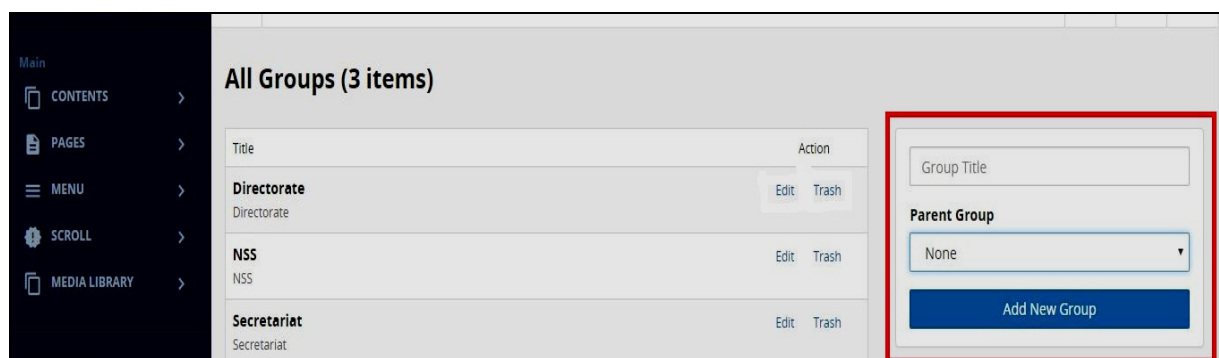 Main
CONTENTS
PAGES
MENU
SCROLL
MEDIA LIBRARY
All Groups (3 items)
Title Action
Directorate Edit Trash
Directorate
NSS Edit Trash
NSS
Secretariat Edit Trash
Secretariat
Group Title
Parent Group
None
Add New Group